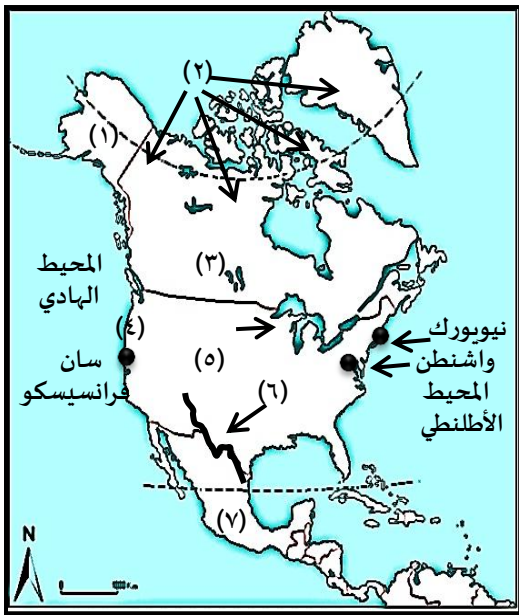 (٢)
(١)
(٣)
المحيط
الهادي
(٤)
سان
فرانسيسكو
(٥)
(٦)
نيويورك
واشنطن
المحيط
الأطلنطي
(٧)
N